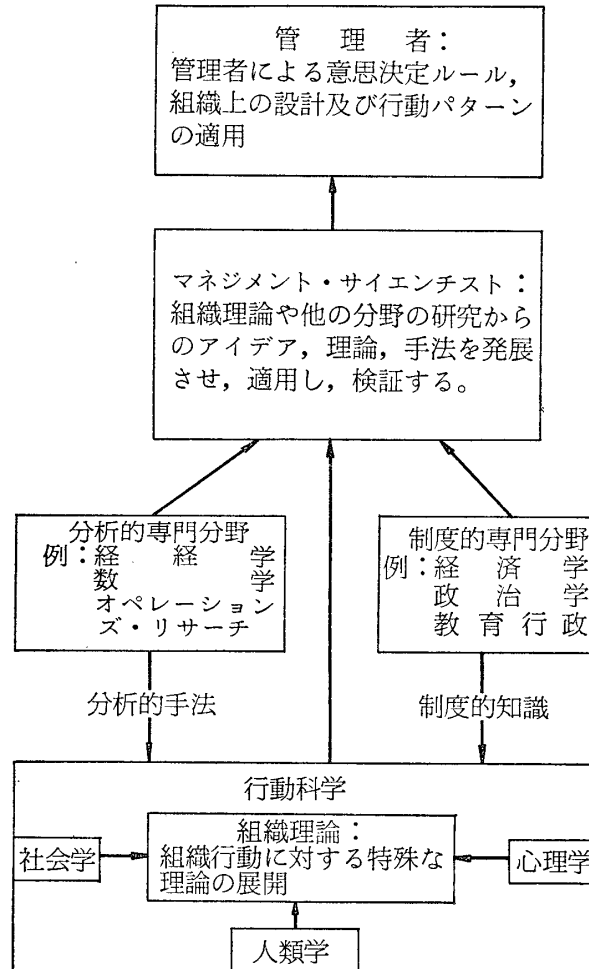 管理者：
管理者による意思決定ルール，
組織上の設計及び行動パターン
の適用
マネジメント・サイエンチスト：
組織理論や他の分野の研究から
のアイデア，理論，手法を発展
させ，適用し，検証する。
分析的専門分野
例：経経学
数学
オペレーション
ズ・リサーチ
制度的専門分野
例：経済学
政治学
教育行政
分析的手法
制度的知識
行動科学
組織理論：
組織行動に対する特殊な
理論の展開
社会学
心理学
人類学